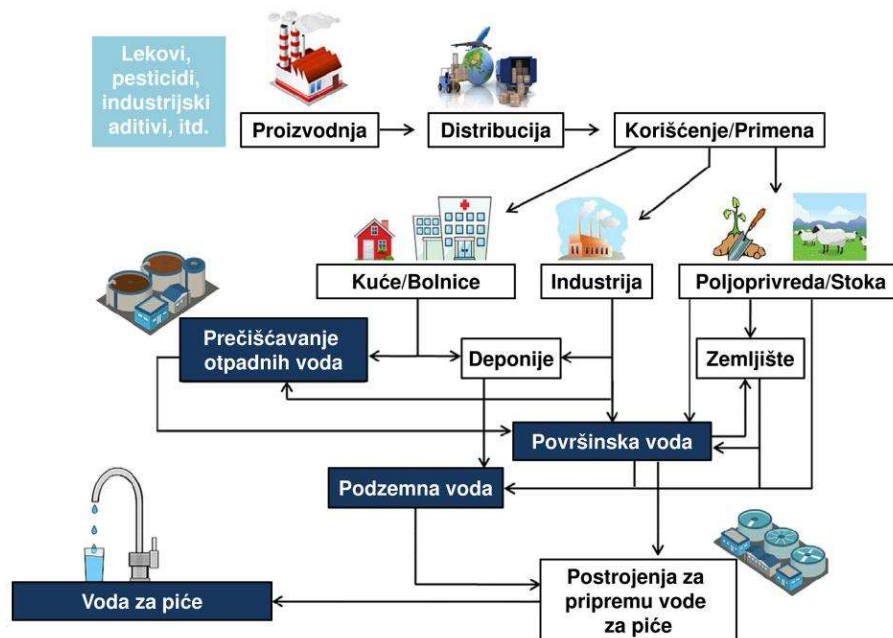 Lekovi,
pesticidi,
industrijski
aditivi, itd.
Proizvodnja
Distribucija
Korišćenje/Primena
Kuće/Bolnice
Industrija
Poljoprivreda/Stoka
Prečišćavanje
otpadnih voda
Deponije
Zemljište
Površinska voda
Podzemna voda
Voda za piće
Postrojenja za
pripremu vode
za piće